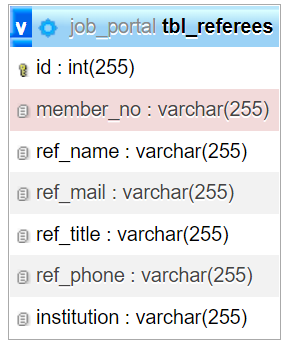 v job_portal tbl_referees
id : int(255)
member_no : varchar(255)
ref_name : varchar(255)
ref_mail : varchar(255)
ref_title : varchar(255)
ref_phone : varchar(255)
institution : varchar(255)